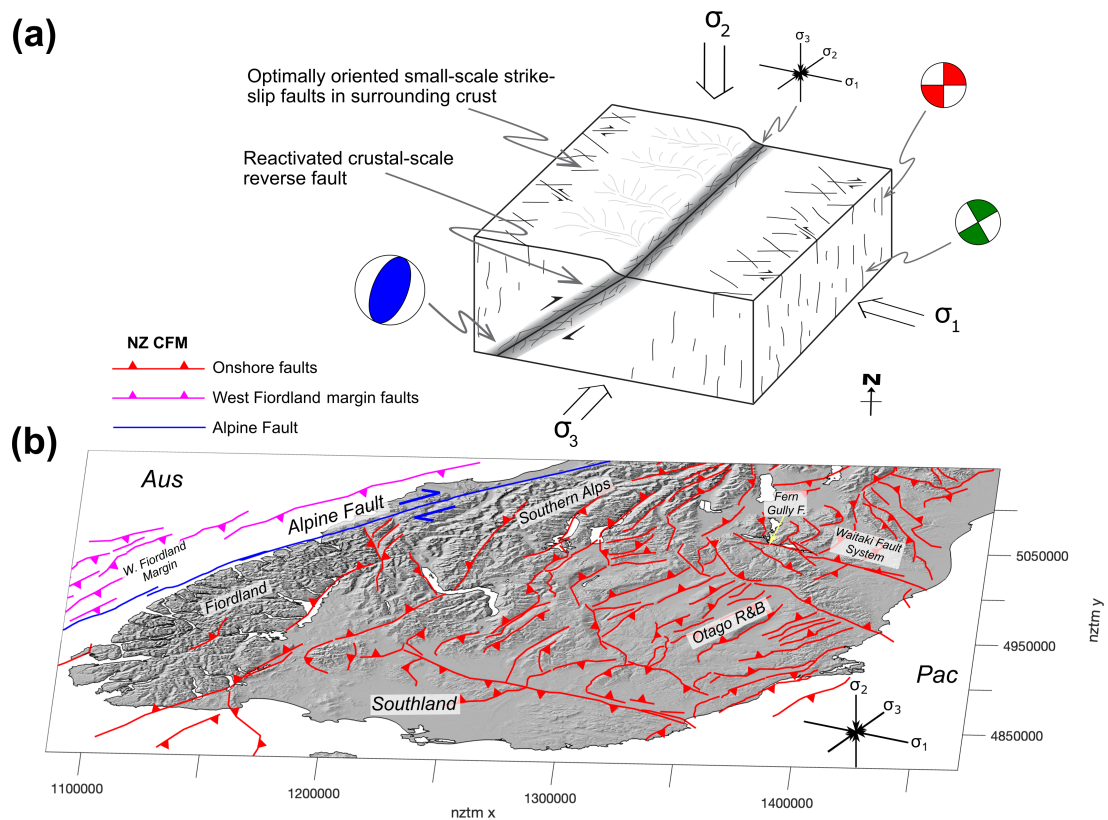 (a)
σ2
σ3
σ2
σ1
Optimally oriented small-scale strike-
slip faults in surrounding crust
Reactivated crustal-scale
reverse fault
σ1
N
σ3
NZ CFM
Onshore faults
West Fiordland margin faults
Alpine Fault
(b)
Aus
Alpine Fault
Southern Alps
Fern
Gully F.
Waitaki Fault
System
W. Fiordland
Margin
Fiordland
Otago R&B
Southland
Pac
σ2
σ3
σ1
5050000
4950000
4850000
nztm y
1100000
1200000
1300000
1400000
nztm x